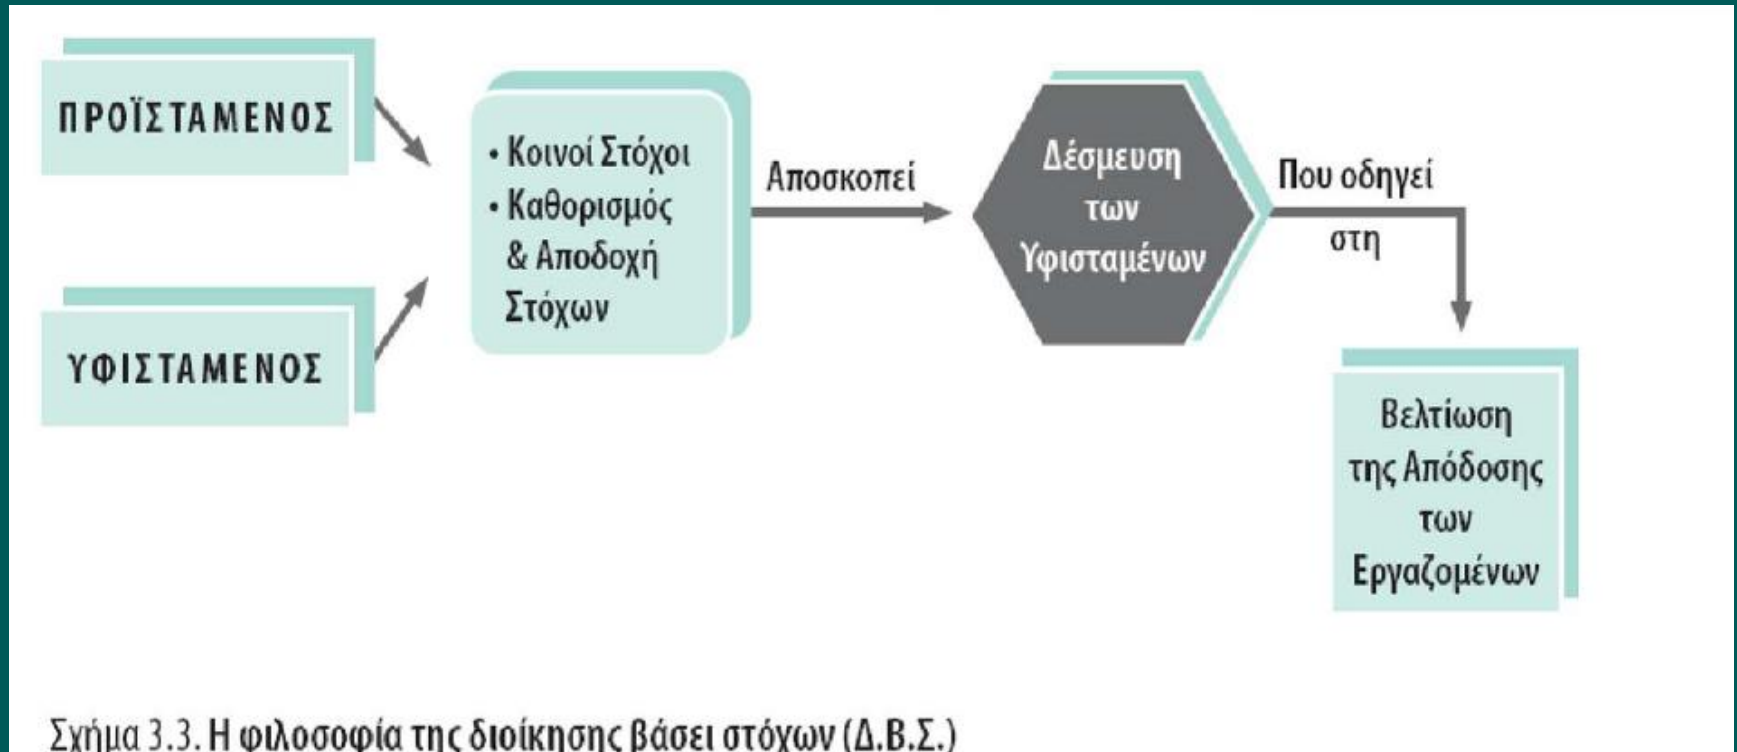 ΠΡΟΪΣΤΑΜΕΝΟΣ
ΥΦΙΣΤΑΜΕΝΟΣ
• Κοινοί Στόχοι
• Καθορισμός
& Αποδοχή
Στόχων
Αποσκοπεί
Δέσμευση
των
Υφισταμένων
Που οδηγεί
στη
Βελτίωση
της Απόδοσης
των
Εργαζομένων
Σχήμα 3.3. Η φιλοσοφία της διοίκησης βάσει στόχων (Δ.Β.Σ.)